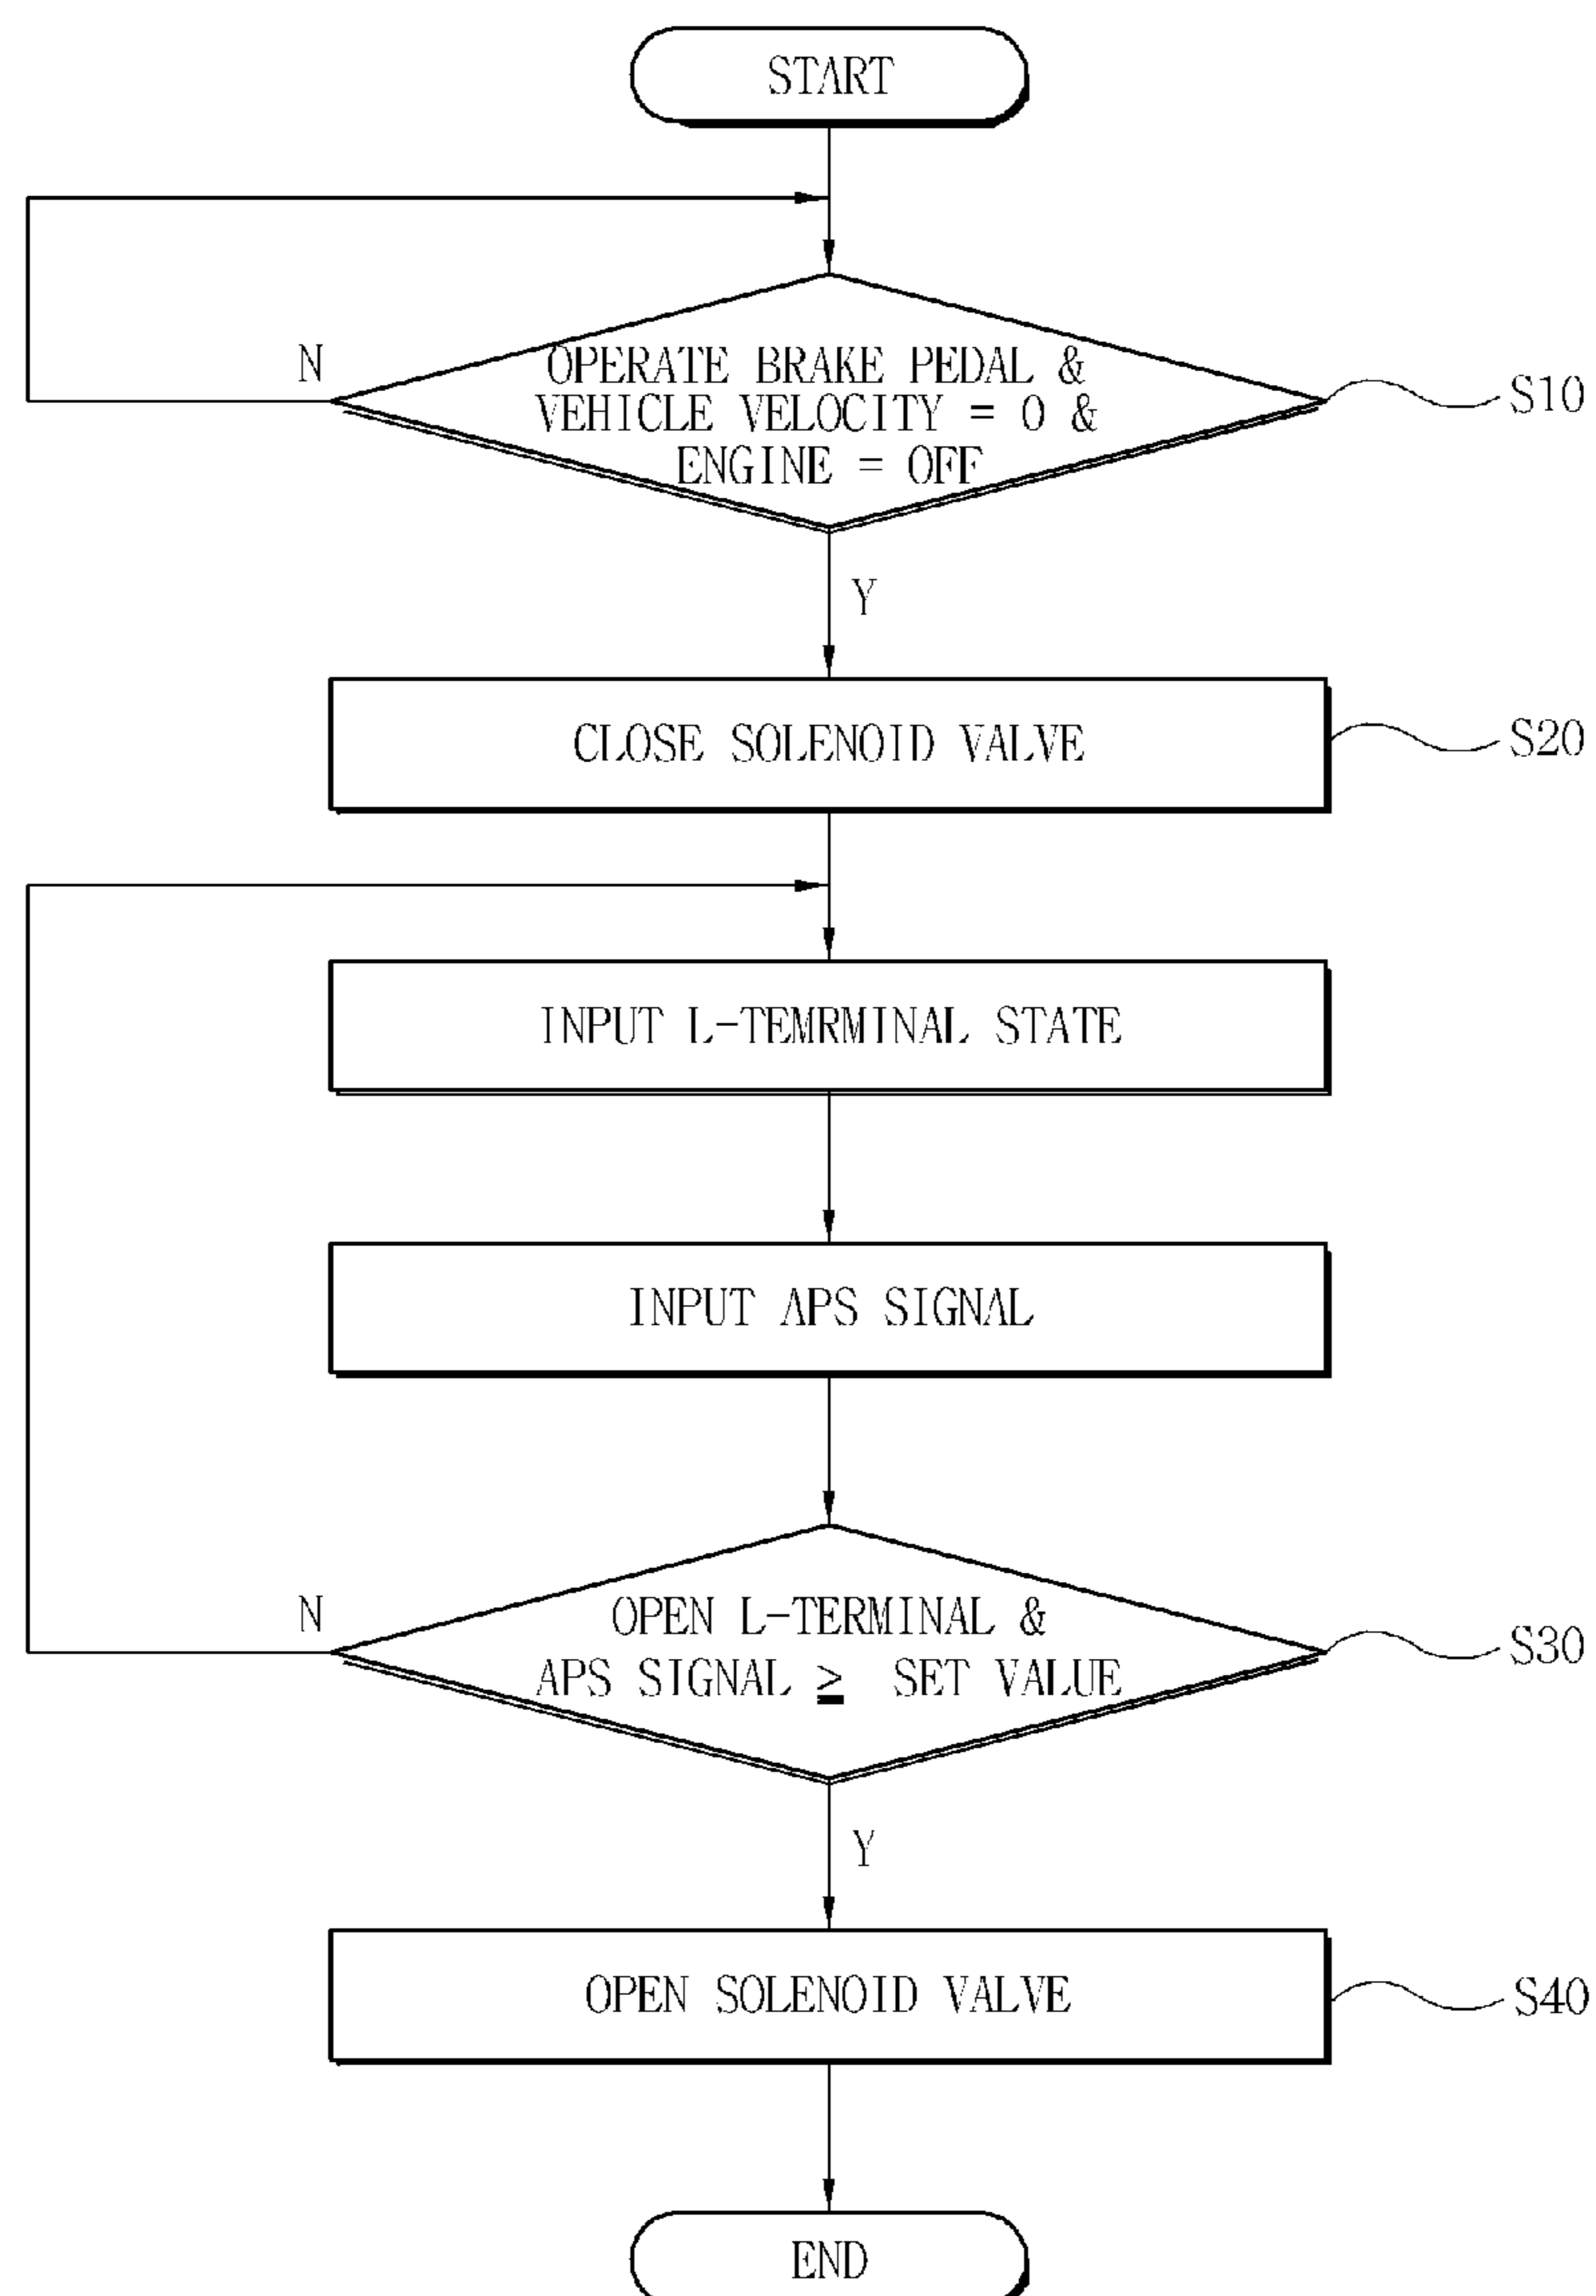 START
N
OPERATE BRAKE PEDAL &
VEHICLE VELOCITY = 0 &
ENGINE = OFF
S10
Y
CLOSE SOLENOID VALVE
S20
INPUT L-TEMRMINAL STATE
INPUT APS SIGNAL
N
OPEN L-TERMINAL &
APS SIGNAL ≥ SET VALUE
S30
Y
OPEN SOLENOID VALVE
S40
END